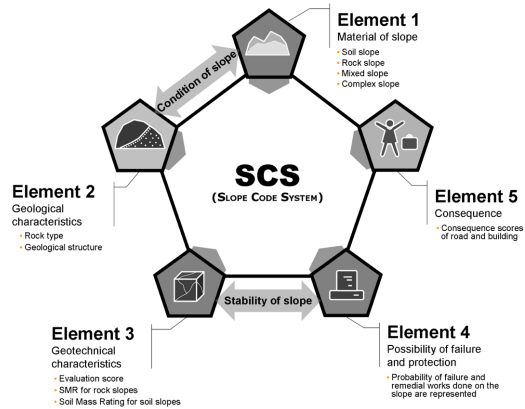 Element 1
Material of slope
• Soil slope
• Rock slope
• Mixed slope
• Complex slope
Condition of slope
SCS
(Slope Code System)
Element 2
Geological
characteristics
• Rock type
• Geological structure
Element 5
Consequence
• Consequence scores
of road and building
Stability of slope
Element 3
Geotechnical
characteristics
• Evaluation score
• SMR for rock slopes
• Soil Mass Rating for soil slopes
Element 4
Possibility of failure
and protection
• Probability of failure and
remedial works done on the
slope are represented